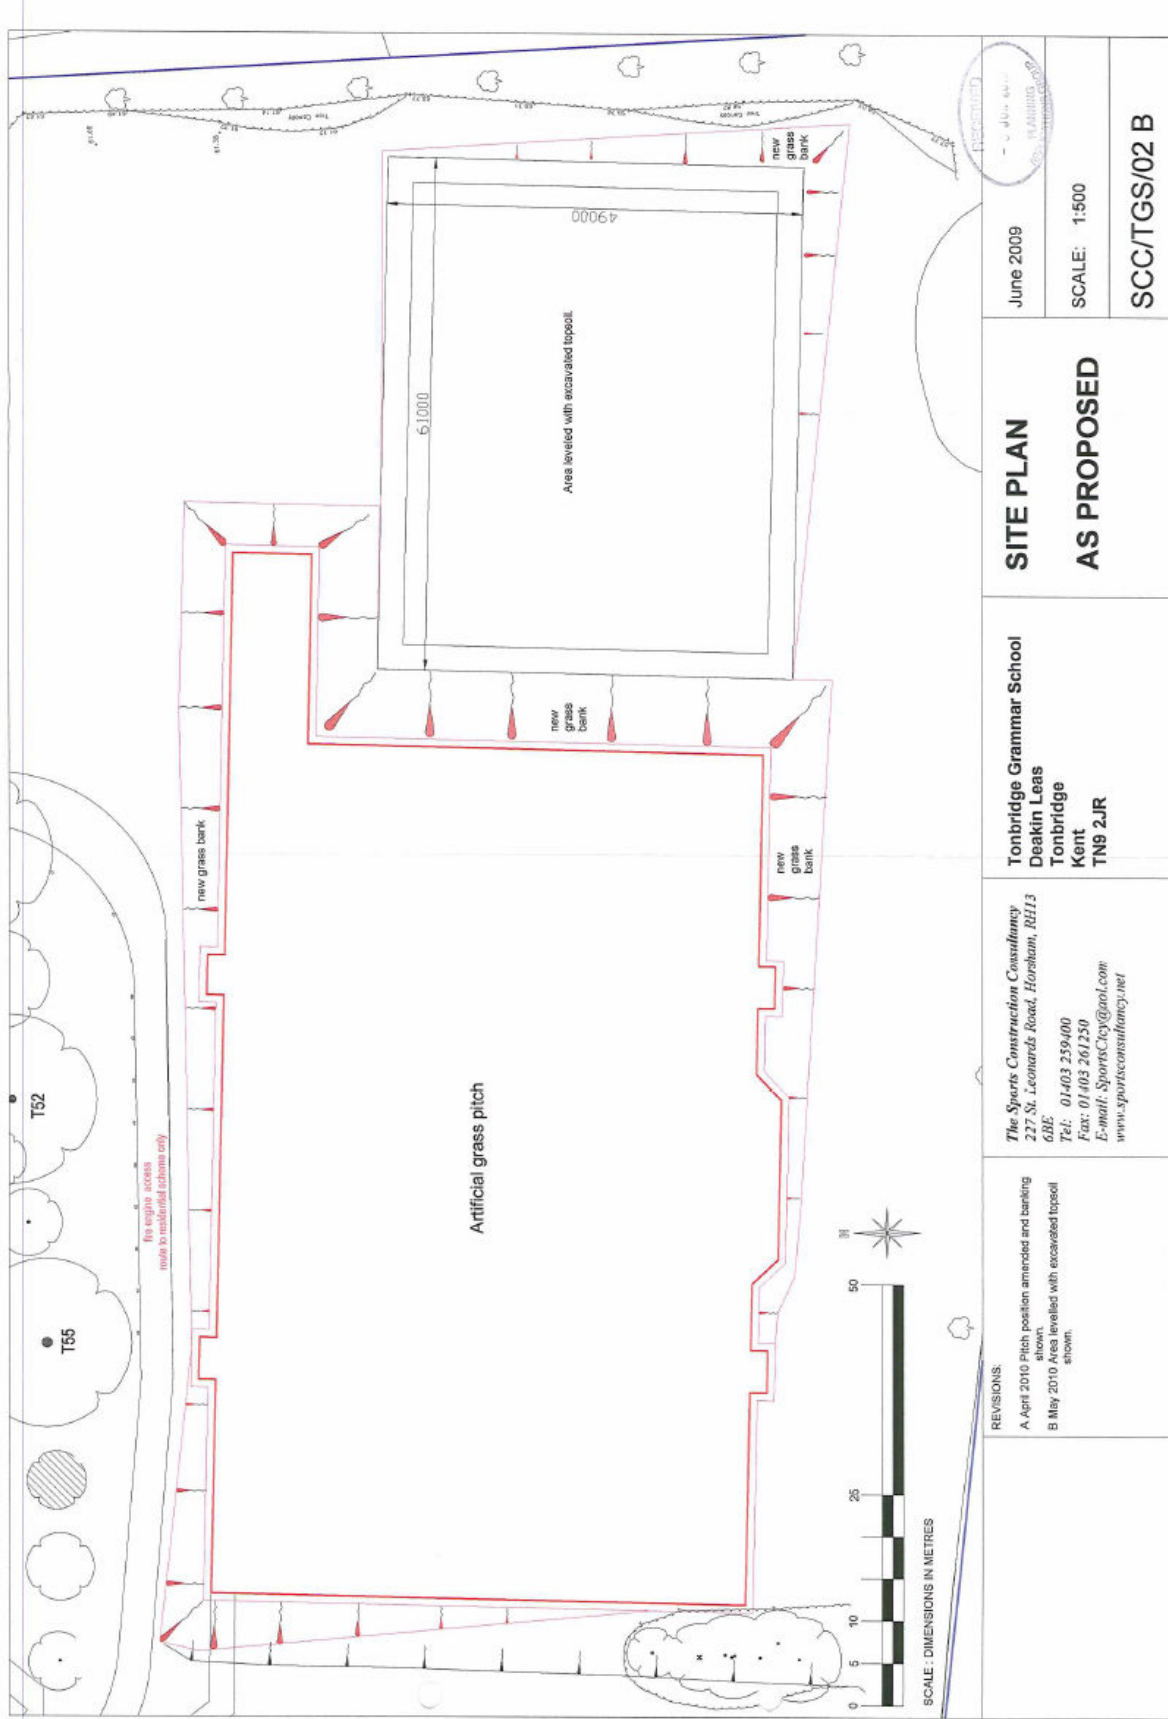 T52
T55
fire engine access
route to residential scheme only
new grass bank
Artificial grass pitch
new
grass
bank
new
grass
bank
new
grass
bank
61000
49000
Area leveled with excavated topsoil.
Tree Canopy
Tree Canopy
N
0
5
10
25
50
SCALE : DIMENSIONS IN METRES
REVISIONS:
A April 2010 Pitch position amended and banking
shown.
B May 2010 Area levelled with excavated topsoil
shown.
The Sports Construction Consultancy
227 St. Leonards Road, Horsham, RH13
6BE
Tel: 01403 259400
Fax: 01403 261250
E-mail: SportsCtcy@aol.com
www.sportsconsultancy.net
Tonbridge Grammar School
Deakin Leas
Tonbridge
Kent
TN9 2JR
SITE PLAN
AS PROPOSED
June 2009
SCALE: 1:500
SCC/TGS/02 B
PLANNING